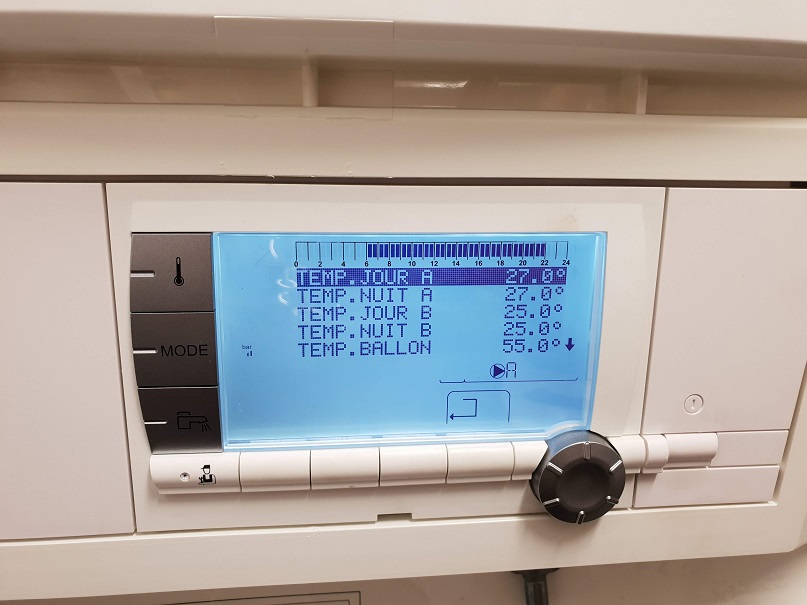 0 2 4 6 8 10 12 14 16 18 20 22 24
TEMP.JOUR A 27.0°
TEMP.NUIT A 27.0°
TEMP.JOUR B 25.0°
TEMP.NUIT B 25.0°
TEMP.BALLON 55.0°
MODE
bar
A